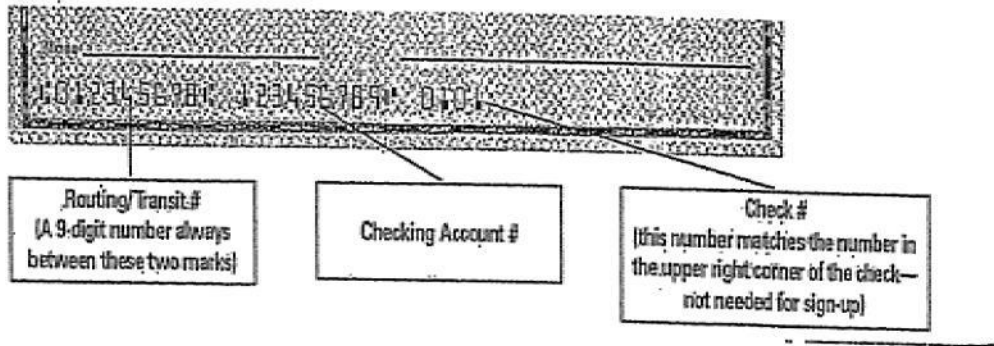 Memo
⑆012345678⑆ 123456789⑈ 0101
Routing/Transit #
(A 9-digit number always
between these two marks)
Checking Account #
Check #
(this number matches the number in
the upper right corner of the check—
not needed for sign-up)